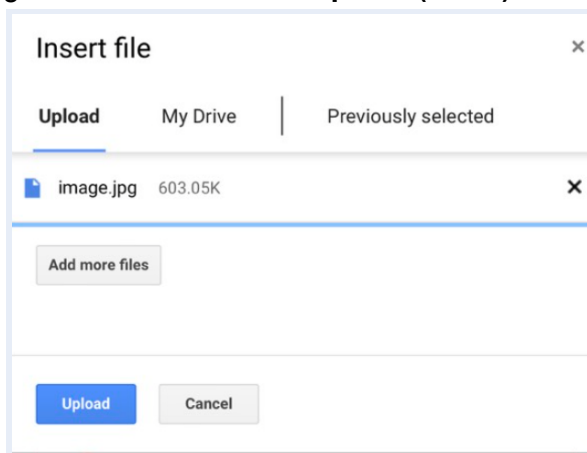 Insert file ×
Upload My Drive Previously selected
image.jpg 603.05K ×
Add more files
Upload Cancel